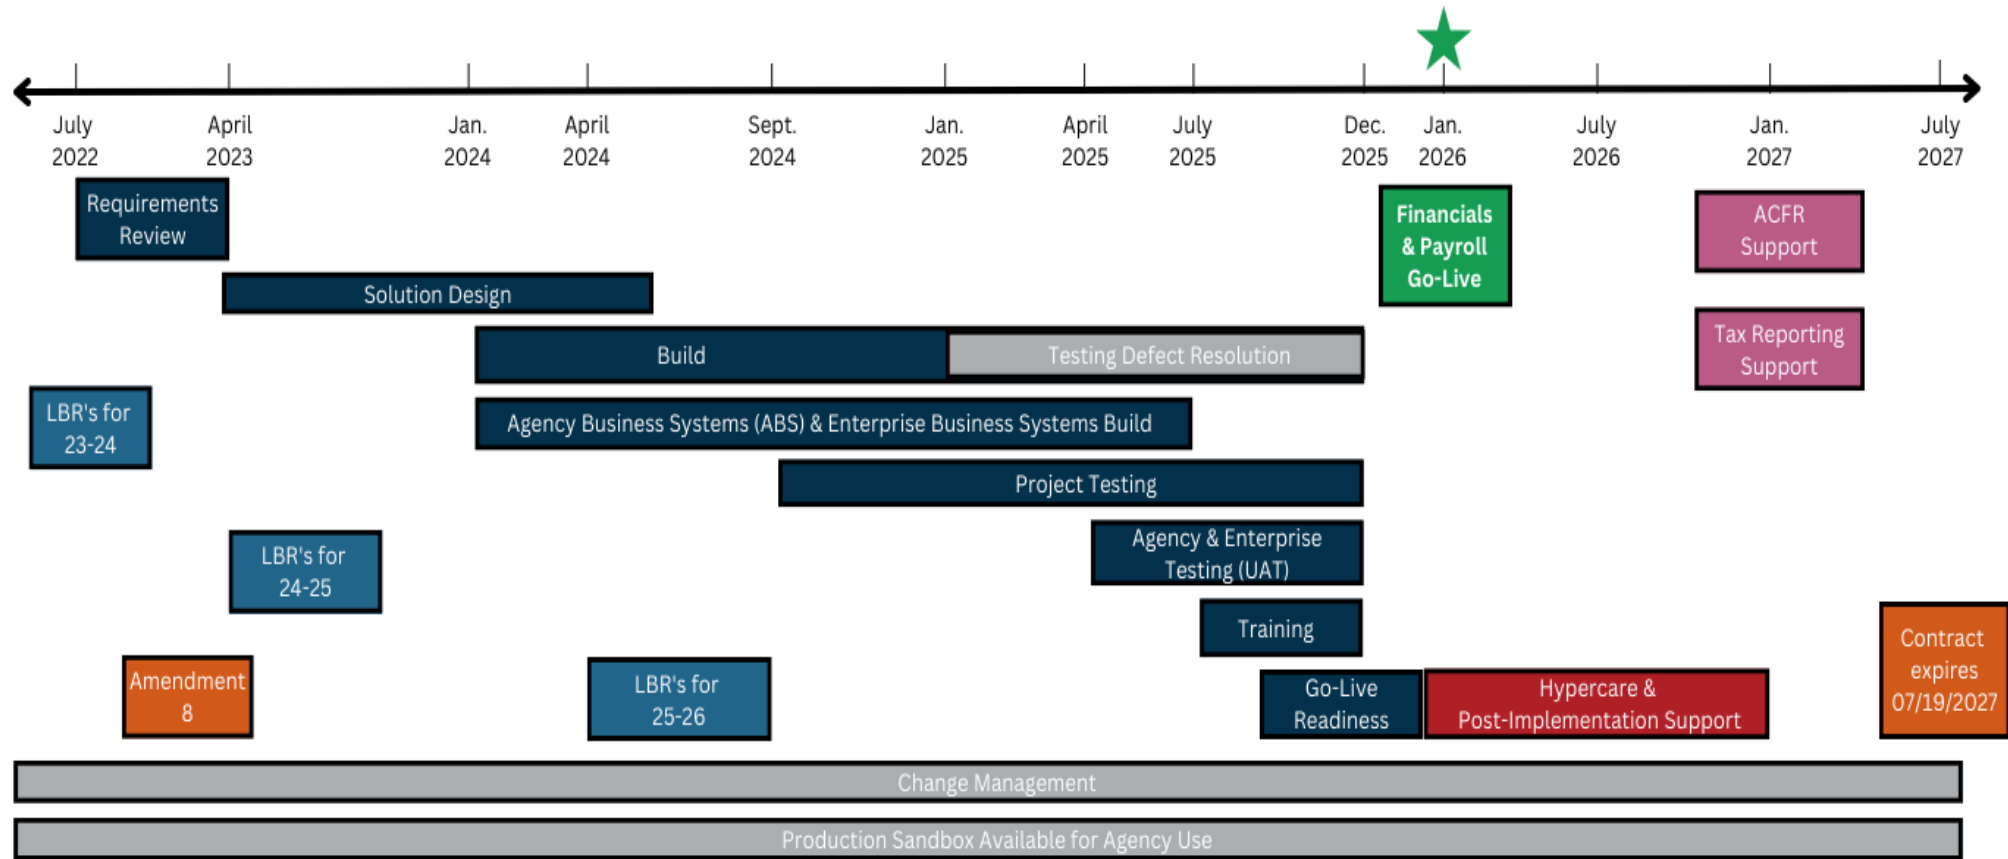 July
2022
April
2023
Jan.
2024
April
2024
Sept.
2024
Jan.
2025
April
2025
July
2025
Dec.
2025
Jan.
2026
July
2026
Jan.
2027
July
2027
Requirements
Review
Financials
& Payroll
Go-Live
ACFR
Support
Solution Design
Build
Testing Defect Resolution
Tax Reporting
Support
LBR's for
23-24
Agency Business Systems (ABS) & Enterprise Business Systems Build
Project Testing
LBR's for
24-25
Agency & Enterprise
Testing (UAT)
Training
Amendment
8
LBR's for
25-26
Go-Live
Readiness
Hypercare &
Post-Implementation Support
Contract
expires
07/19/2027
Change Management
Production Sandbox Available for Agency Use